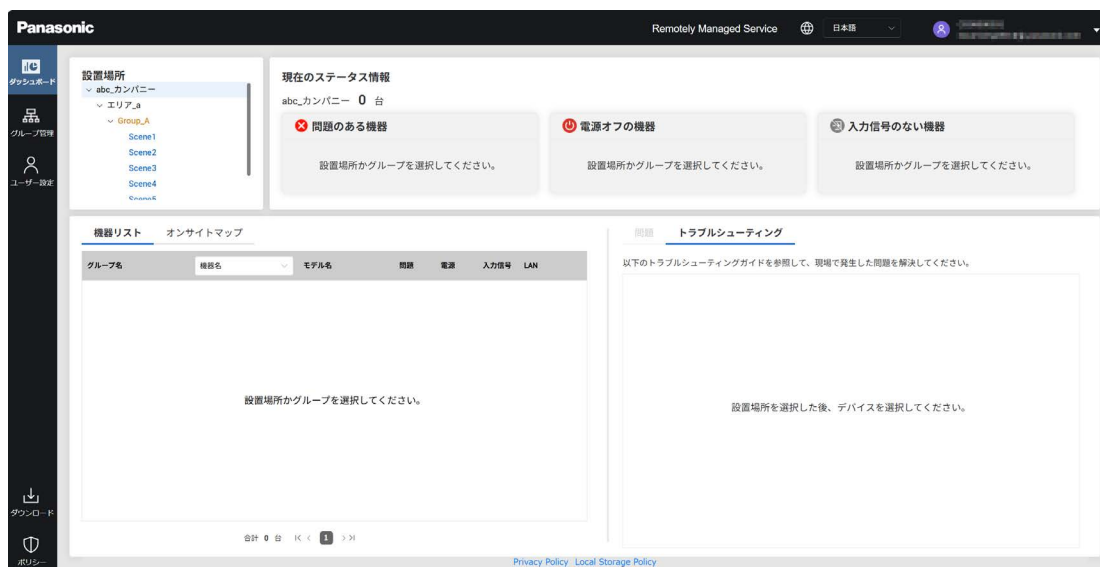 Panasonic
Remotely Managed Service
日本語
ダッシュボード
グループ管理
ユーザー設定
ダウンロード
ポリシー
設置場所
abc_カンパニー
エリア_a
Group_A
Scene1
Scene2
Scene3
Scene4
Scene5
現在のステータス情報
abc_カンパニー 0 台
問題のある機器
設置場所かグループを選択してください。
電源オフの機器
設置場所かグループを選択してください。
入力信号のない機器
設置場所かグループを選択してください。
機器リスト オンサイトマップ
グループ名 機器名 モデル名 問題 電源 入力信号 LAN
設置場所かグループを選択してください。
合計 0 台 1
問題 トラブルシューティング
以下のトラブルシューティングガイドを参照して、現場で発生した問題を解決してください。
設置場所を選択した後、デバイスを選択してください。
Privacy Policy Local Storage Policy